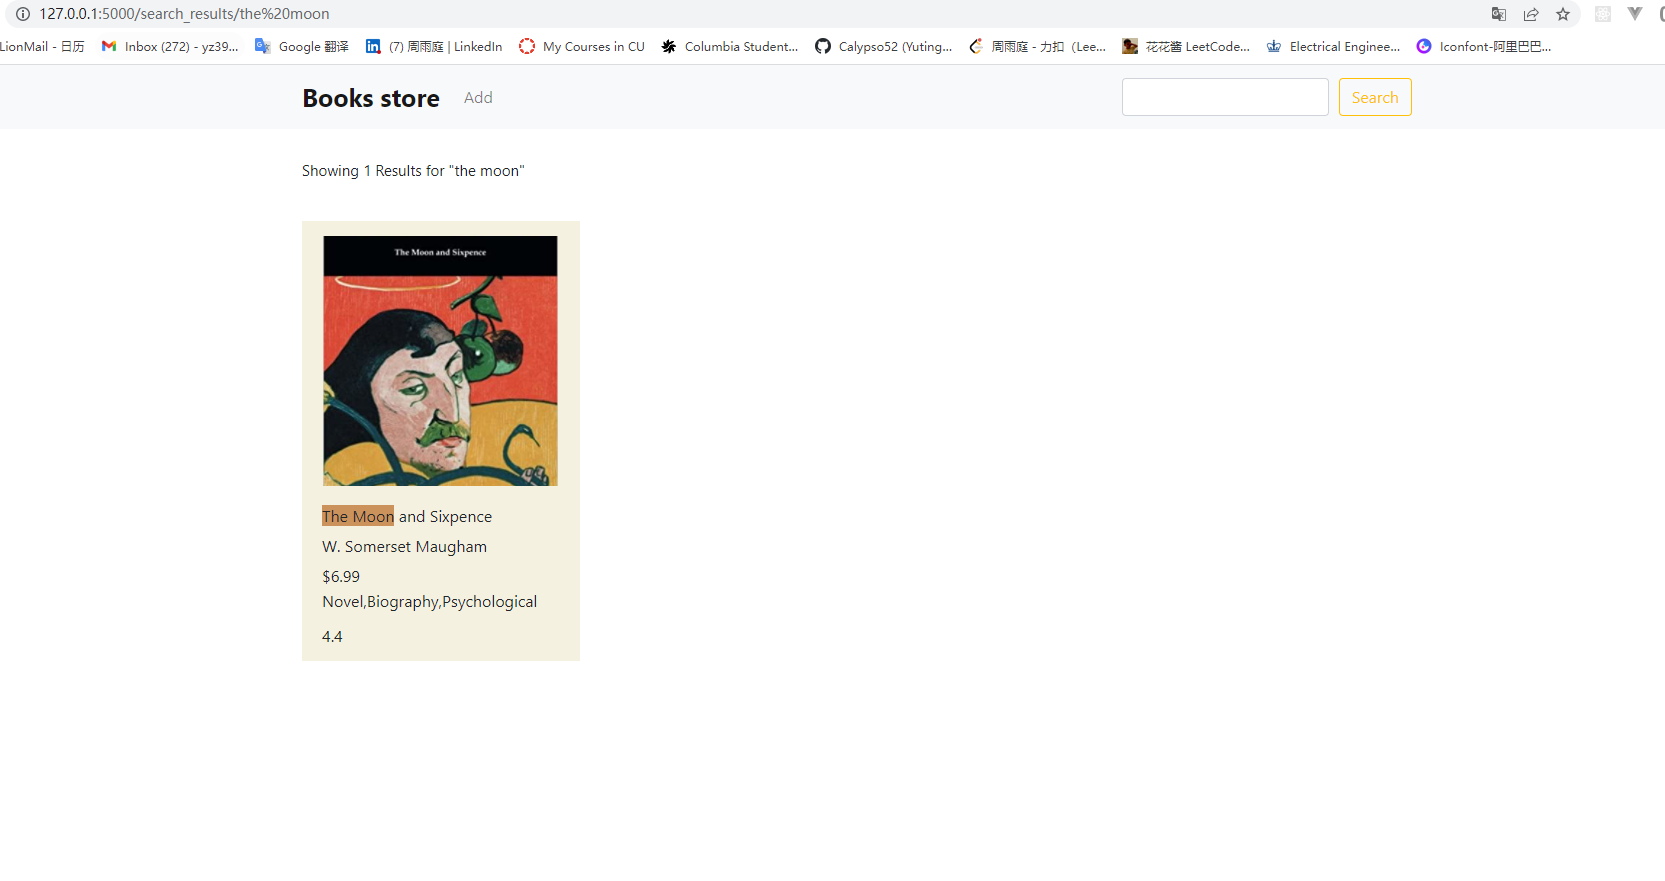 127.0.0.1:5000/search_results/the%20moon
LionMail - 日历 Inbox (272) - yz39... Google 翻译 (7) 周雨庭 | LinkedIn My Courses in CU Columbia Student... Calypso52 (Yuting... 周雨庭 - 力扣 (Lee... 花花酱 LeetCode... Electrical Enginee... Iconfont-阿里巴巴...
Books store Add Search
Showing 1 Results for "the moon"
The Moon and Sixpence
The Moon and Sixpence
W. Somerset Maugham
$6.99
Novel,Biography,Psychological
4.4